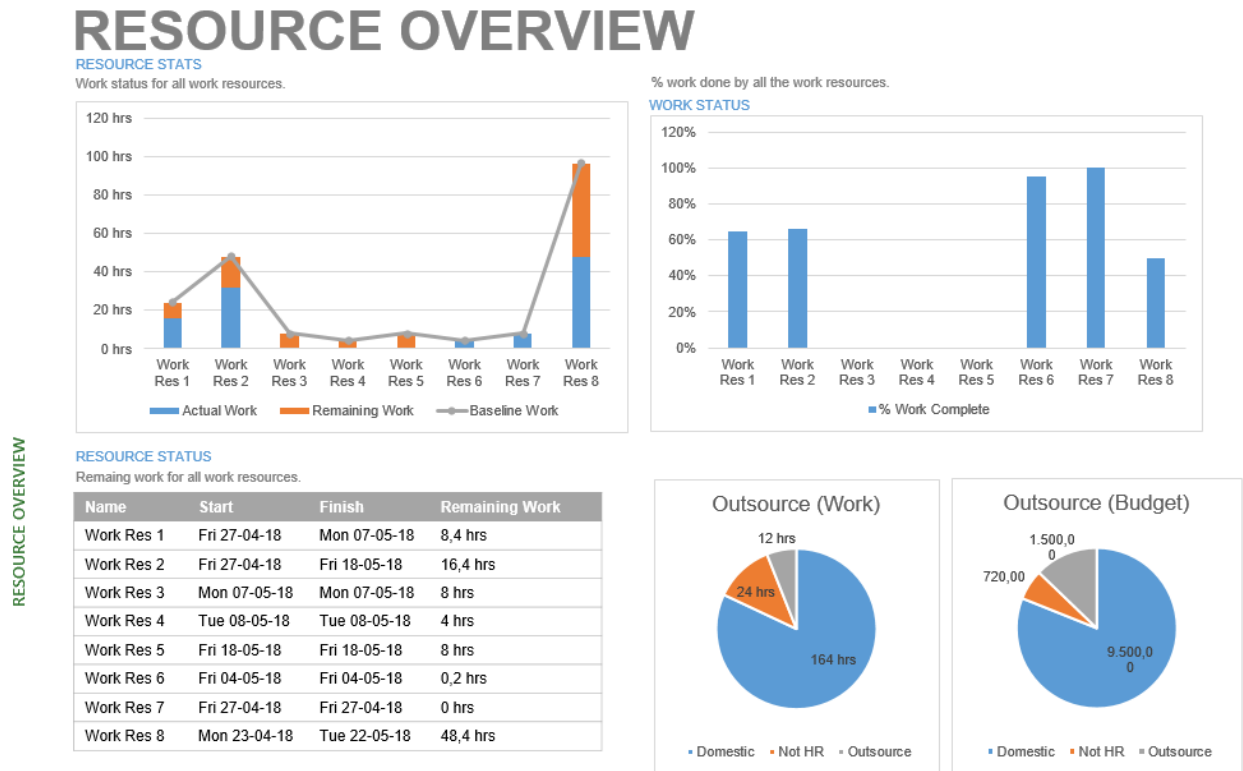 RESOURCE OVERVIEW
RESOURCE STATS
Work status for all work resources.
120 hrs
100 hrs
80 hrs
60 hrs
40 hrs
20 hrs
0 hrs
Work Res 1 Work Res 2 Work Res 3 Work Res 4 Work Res 5 Work Res 6 Work Res 7 Work Res 8
Actual Work Remaining Work Baseline Work
% work done by all the work resources.
WORK STATUS
120%
100%
80%
60%
40%
20%
0%
Work Res 1 Work Res 2 Work Res 3 Work Res 4 Work Res 5 Work Res 6 Work Res 7 Work Res 8
% Work Complete
RESOURCE OVERVIEW
RESOURCE STATUS
Remaing work for all work resources.
Name Start Finish Remaining Work
Work Res 1 Fri 27-04-18 Mon 07-05-18 8,4 hrs
Work Res 2 Fri 27-04-18 Fri 18-05-18 16,4 hrs
Work Res 3 Mon 07-05-18 Mon 07-05-18 8 hrs
Work Res 4 Tue 08-05-18 Tue 08-05-18 4 hrs
Work Res 5 Fri 18-05-18 Fri 18-05-18 8 hrs
Work Res 6 Fri 04-05-18 Fri 04-05-18 0,2 hrs
Work Res 7 Fri 27-04-18 Fri 27-04-18 0 hrs
Work Res 8 Mon 23-04-18 Tue 22-05-18 48,4 hrs
Outsource (Work)
12 hrs
24 hrs
164 hrs
Domestic Not HR Outsource
Outsource (Budget)
1.500,0
0
720,00
9.500,0
0
Domestic Not HR Outsource